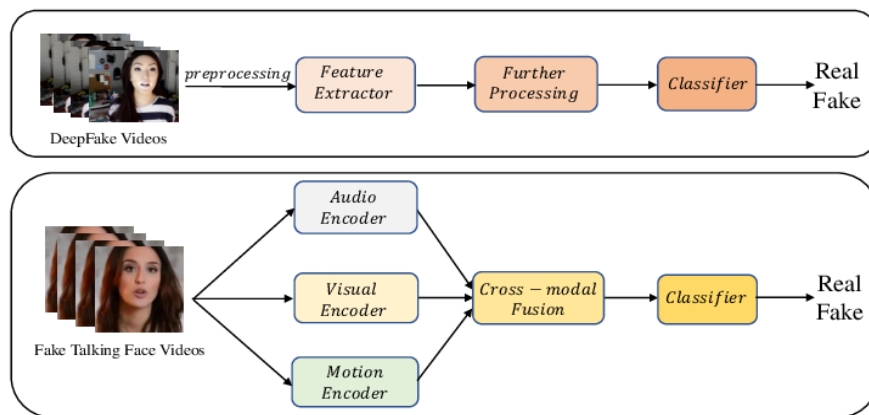 preprocessing
Feature
Extractor
Further
Processing
Classifier
Real
Fake
DeepFake Videos
Audio
Encoder
Visual
Encoder
Motion
Encoder
Cross − modal
Fusion
Classifier
Real
Fake
Fake Talking Face Videos